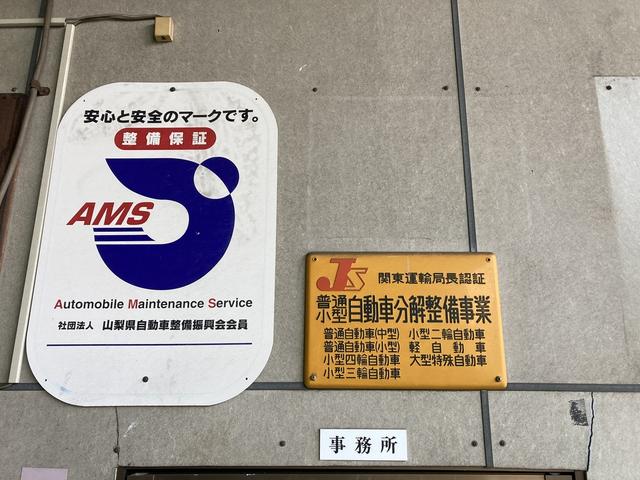 安心と安全のマークです。
整備保証
AMS
Automobile Maintenance Service
社団法人 山梨県自動車整備振興会会員
JS 関東運輸局長認証
普通小型自動車分解整備事業
普通自動車(中型) 小型二輪自動車
普通自動車(小型) 軽自動車
小型四輪自動車 大型特殊自動車
小型三輪自動車
事務所